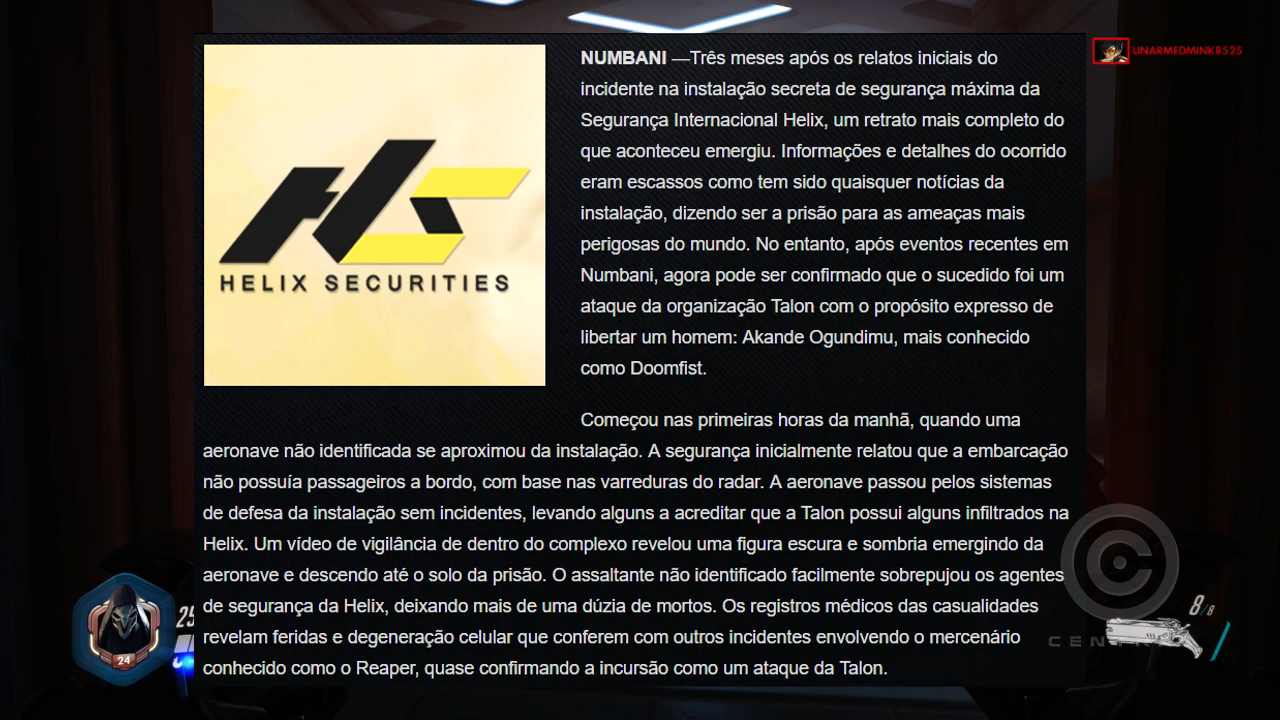 UNARMEDMINK8525
HELIX SECURITIES
NUMBANI —Três meses após os relatos iniciais do
incidente na instalação secreta de segurança máxima da
Segurança Internacional Helix, um retrato mais completo do
que aconteceu emergiu. Informações e detalhes do ocorrido
eram escassos como tem sido quaisquer notícias da
instalação, dizendo ser a prisão para as ameaças mais
perigosas do mundo. No entanto, após eventos recentes em
Numbani, agora pode ser confirmado que o sucedido foi um
ataque da organização Talon com o propósito expresso de
libertar um homem: Akande Ogundimu, mais conhecido
como Doomfist.
Começou nas primeiras horas da manhã, quando uma
aeronave não identificada se aproximou da instalação. A segurança inicialmente relatou que a embarcação
não possuía passageiros a bordo, com base nas varreduras do radar. A aeronave passou pelos sistemas
de defesa da instalação sem incidentes, levando alguns a acreditar que a Talon possui alguns infiltrados na
Helix. Um vídeo de vigilância de dentro do complexo revelou uma figura escura e sombria emergindo da
aeronave e descendo até o solo da prisão. O assaltante não identificado facilmente sobrepujou os agentes
de segurança da Helix, deixando mais de uma dúzia de mortos. Os registros médicos das casualidades
revelam feridas e degeneração celular que conferem com outros incidentes envolvendo o mercenário
conhecido como o Reaper, quase confirmando a incursão como um ataque da Talon.
24
8/8